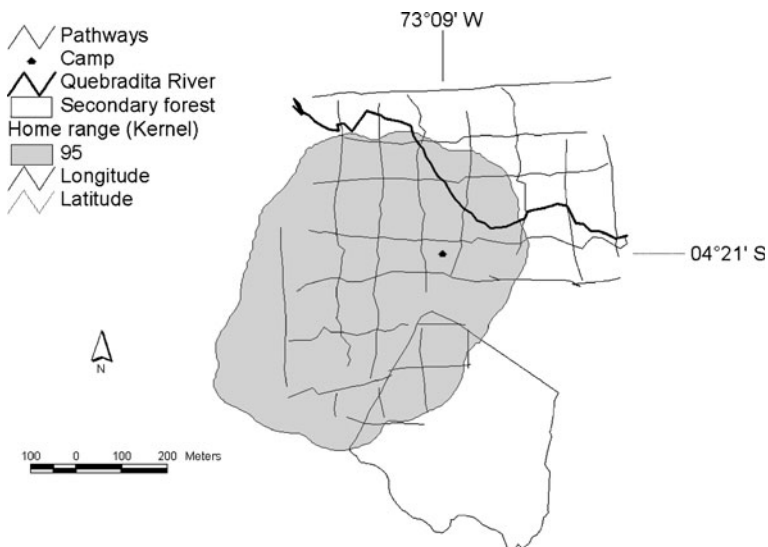 73°09' W
Pathways
Camp
Quebradita River
Secondary forest
Home range (Kernel)
95
Longitude
Latitude
04°21' S
N
100 0 100 200 Meters